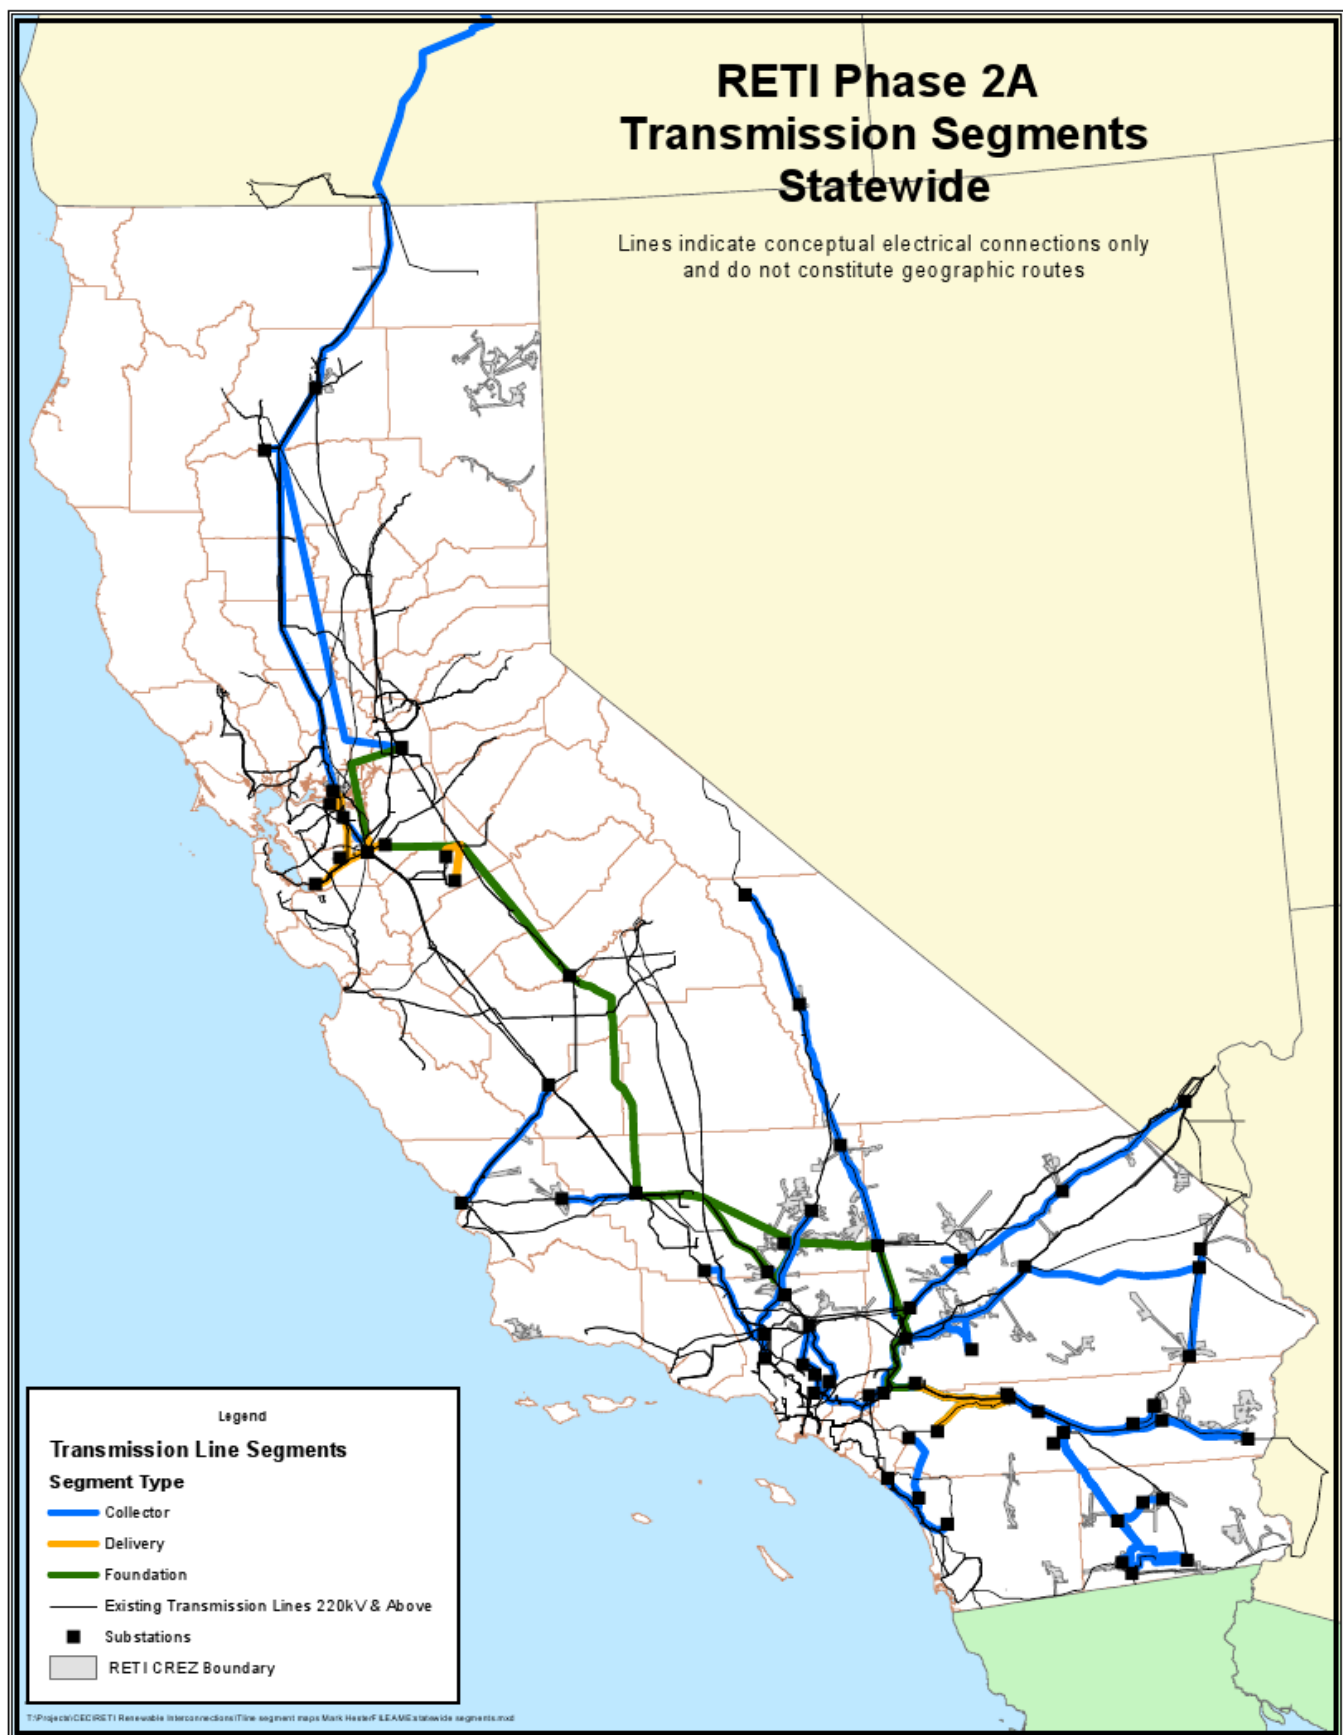 RETI Phase 2A
Transmission Segments
Statewide
Lines indicate conceptual electrical connections only
and do not constitute geographic routes
Legend
Transmission Line Segments
Segment Type
Collector
Delivery
Foundation
Existing Transmission Lines 220kV & Above
Substations
RETI CREZ Boundary